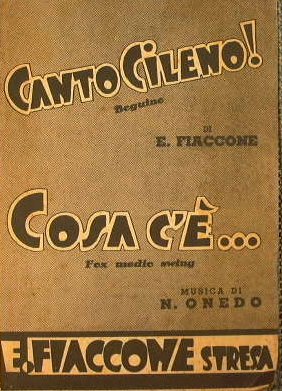 CANTO CILENO!
Beguine
DI
E. FIACCONE
COSA C'È...
Fox medio swing
MUSICA DI
N. ONEDO
E. FIACCONE STRESA